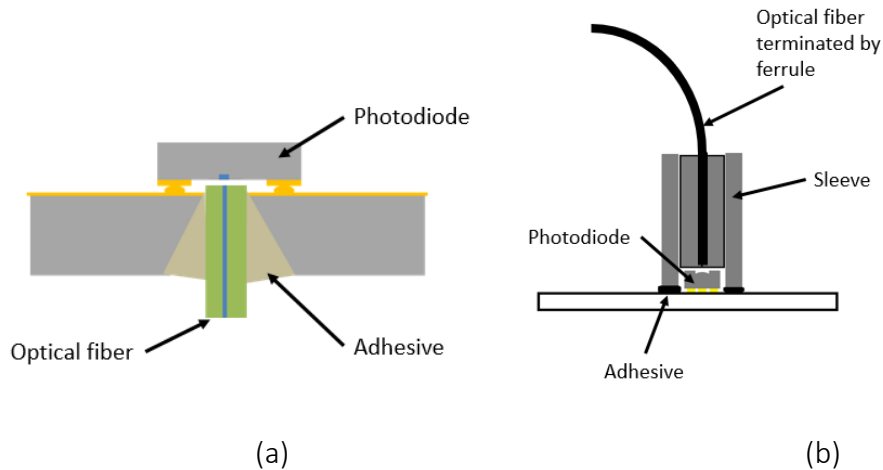 Photodiode
Optical fiber
Adhesive
(a)
Optical fiber
terminated by
ferrule
Sleeve
Photodiode
Adhesive
(b)